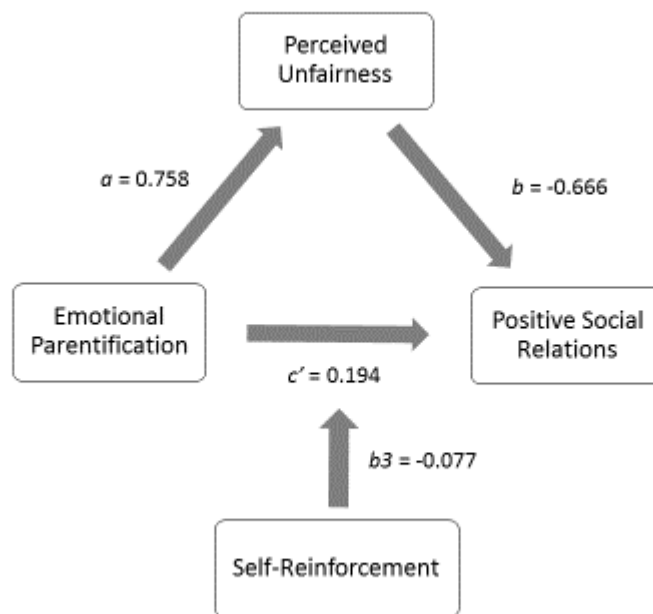 Perceived
Unfairness
a = 0.758
b = -0.666
Emotional
Parentification
Positive Social
Relations
c′ = 0.194
b3 = -0.077
Self-Reinforcement